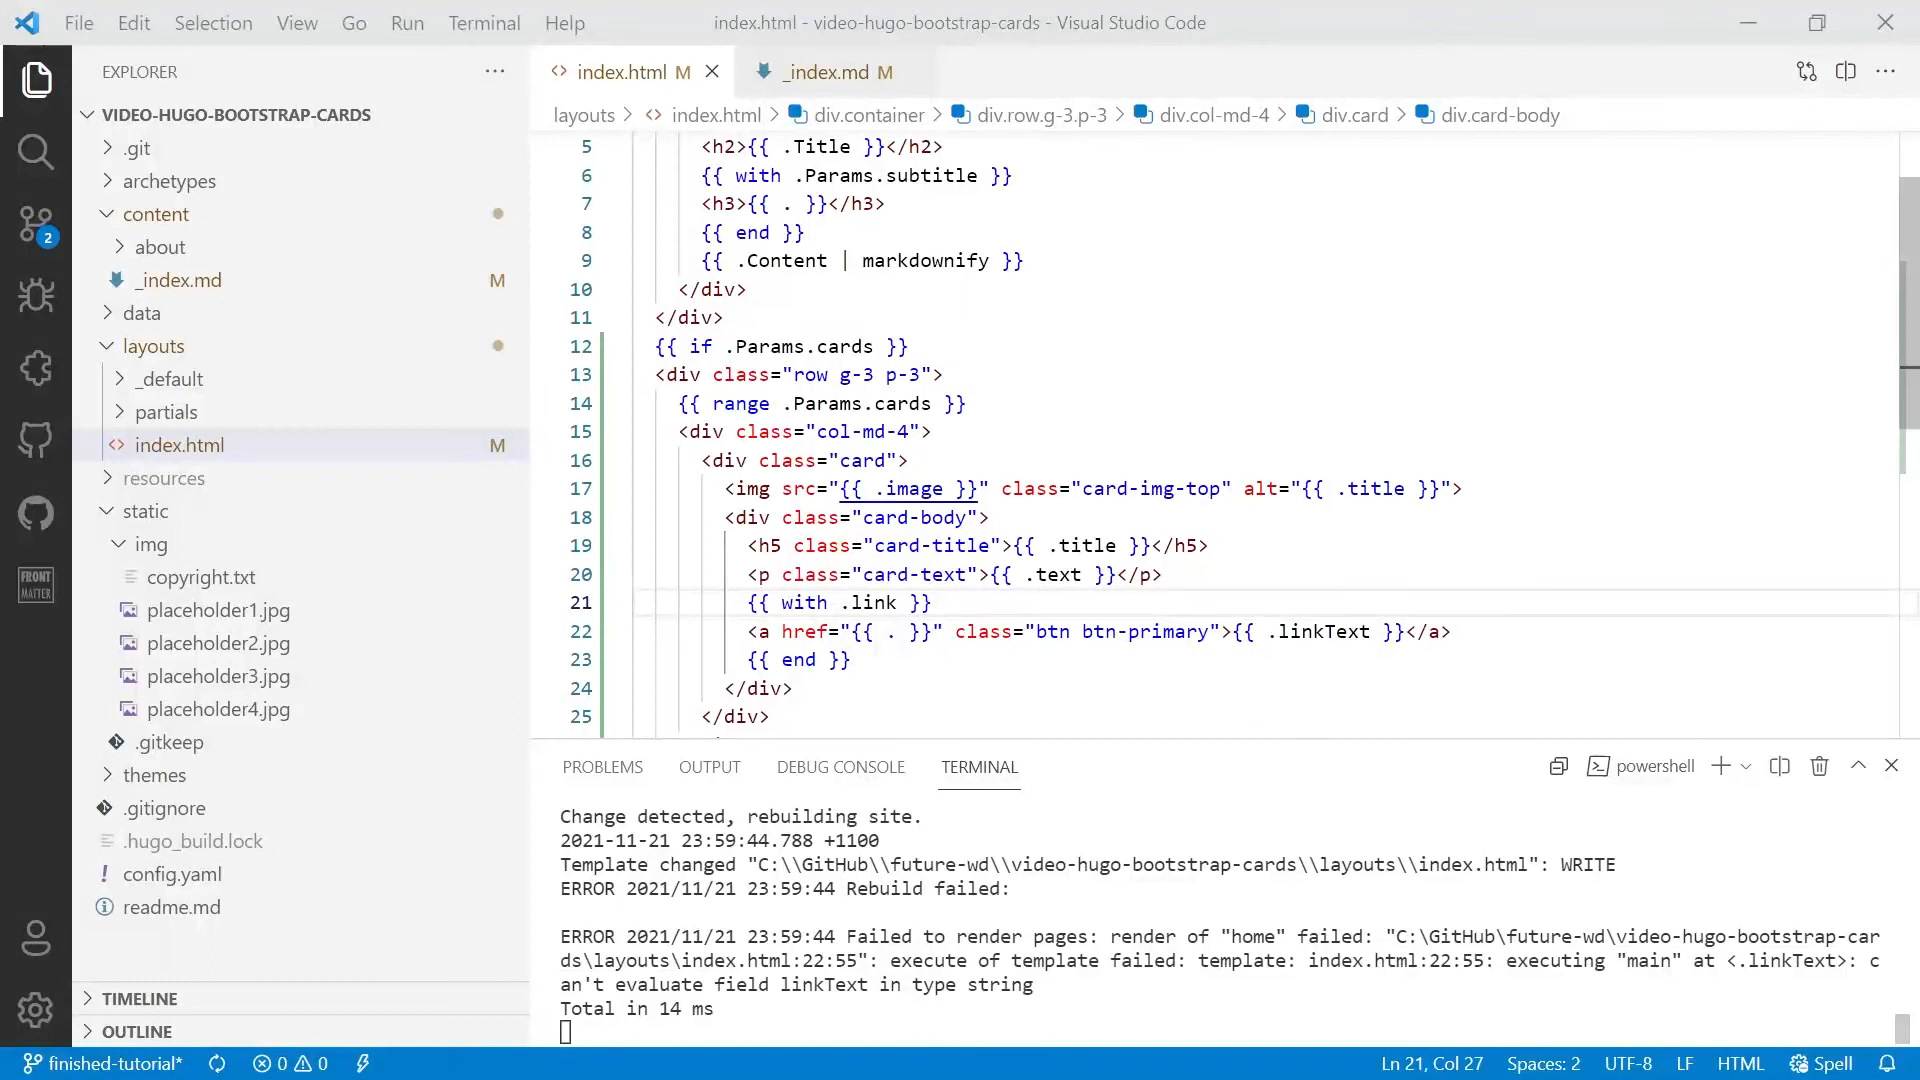 File Edit Selection View Go Run Terminal Help
index.html - video-hugo-bootstrap-cards - Visual Studio Code
EXPLORER
VIDEO-HUGO-BOOTSTRAP-CARDS
.git
archetypes
content
about
_index.md M
data
layouts
_default
partials
index.html M
resources
static
img
copyright.txt
placeholder1.jpg
placeholder2.jpg
placeholder3.jpg
placeholder4.jpg
.gitkeep
themes
.gitignore
.hugo_build.lock
config.yaml
readme.md
TIMELINE
OUTLINE
2
FRONT
MATTER
index.html M
_index.md M
layouts > index.html > div.container > div.row.g-3.p-3 > div.col-md-4 > div.card > div.card-body
5 <h2>{{ .Title }}</h2>
6 {{ with .Params.subtitle }}
7 <h3>{{ . }}</h3>
8 {{ end }}
9 {{ .Content | markdownify }}
10 </div>
11 </div>
12 {{ if .Params.cards }}
13 <div class="row g-3 p-3">
14 {{ range .Params.cards }}
15 <div class="col-md-4">
16 <div class="card">
17 <img src="{{ .image }}" class="card-img-top" alt="{{ .title }}">
18 <div class="card-body">
19 <h5 class="card-title">{{ .title }}</h5>
20 <p class="card-text">{{ .text }}</p>
21 {{ with .link }}
22 <a href="{{ . }}" class="btn btn-primary">{{ .linkText }}</a>
23 {{ end }}
24 </div>
25 </div>
PROBLEMS OUTPUT DEBUG CONSOLE TERMINAL
powershell
Change detected, rebuilding site.
2021-11-21 23:59:44.788 +1100
Template changed "C:\\GitHub\\future-wd\\video-hugo-bootstrap-cards\\layouts\\index.html": WRITE
ERROR 2021/11/21 23:59:44 Rebuild failed:
ERROR 2021/11/21 23:59:44 Failed to render pages: render of "home" failed: "C:\GitHub\future-wd\video-hugo-bootstrap-car
ds\layouts\index.html:22:55": execute of template failed: template: index.html:22:55: executing "main" at <.linkText>: c
an't evaluate field linkText in type string
Total in 14 ms
finished-tutorial* 0 0
Ln 21, Col 27 Spaces: 2 UTF-8 LF HTML Spell